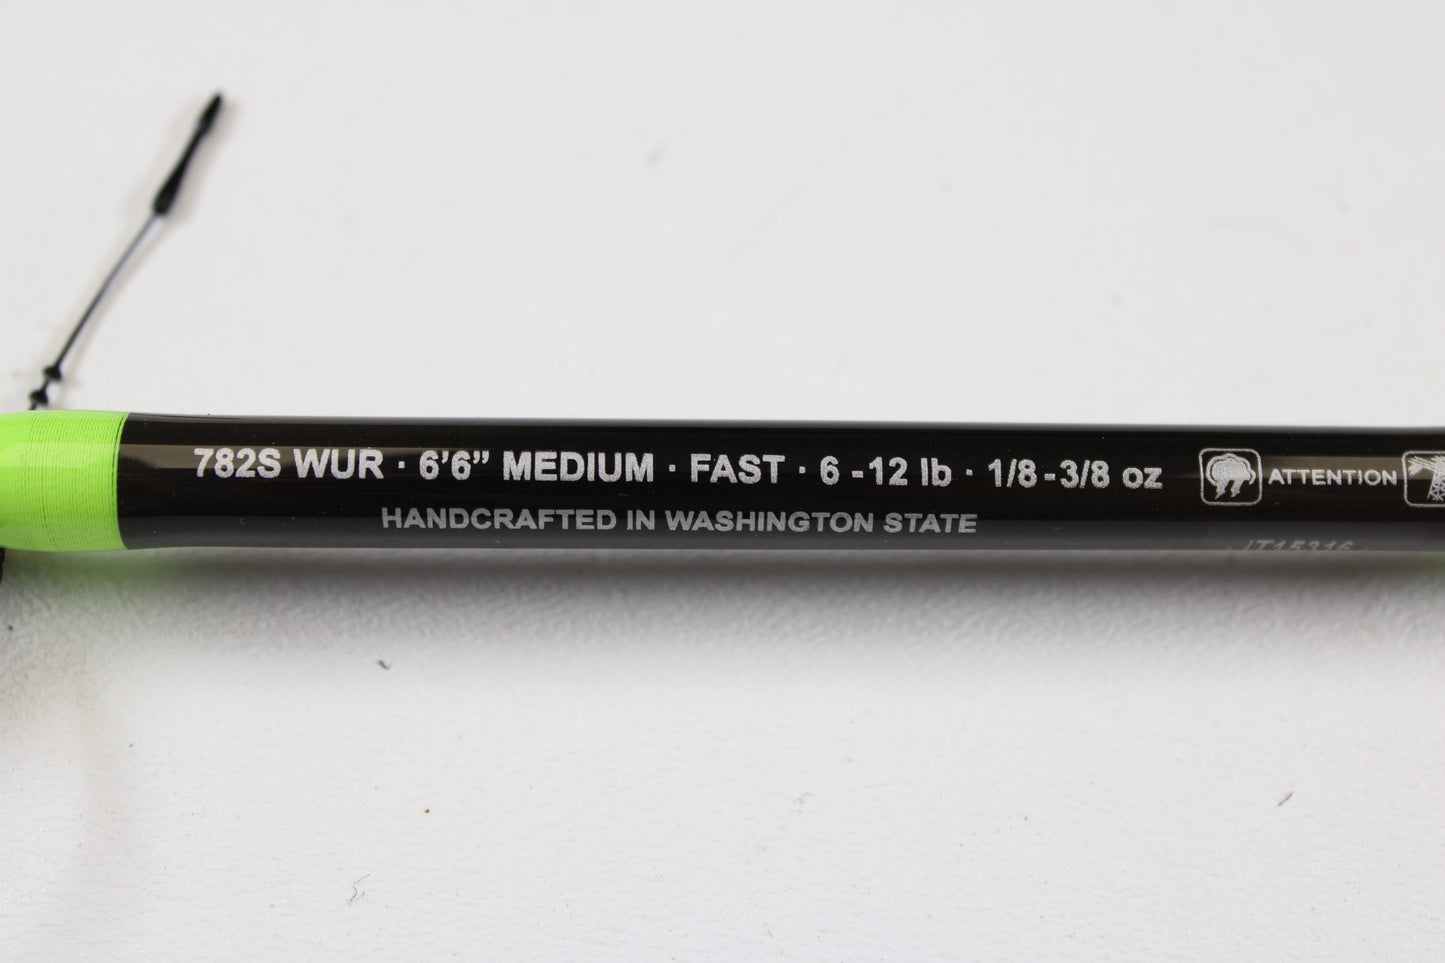 782S WUR · 6'6” MEDIUM · FAST · 6 -12 lb · 1/8 -3/8 oz ATTENTION
HANDCRAFTED IN WASHINGTON STATE